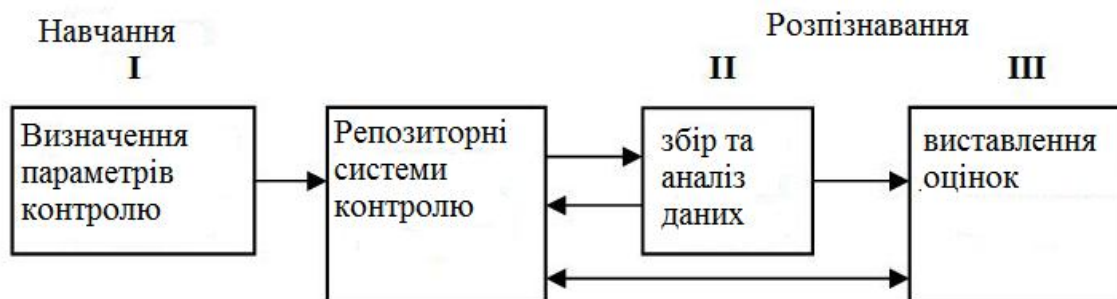 Навчання
Розпізнавання
I
II
III
Визначення
параметрів
контролю
Репозиторні
системи
контролю
збір та
аналіз
даних
виставлення
оцінок